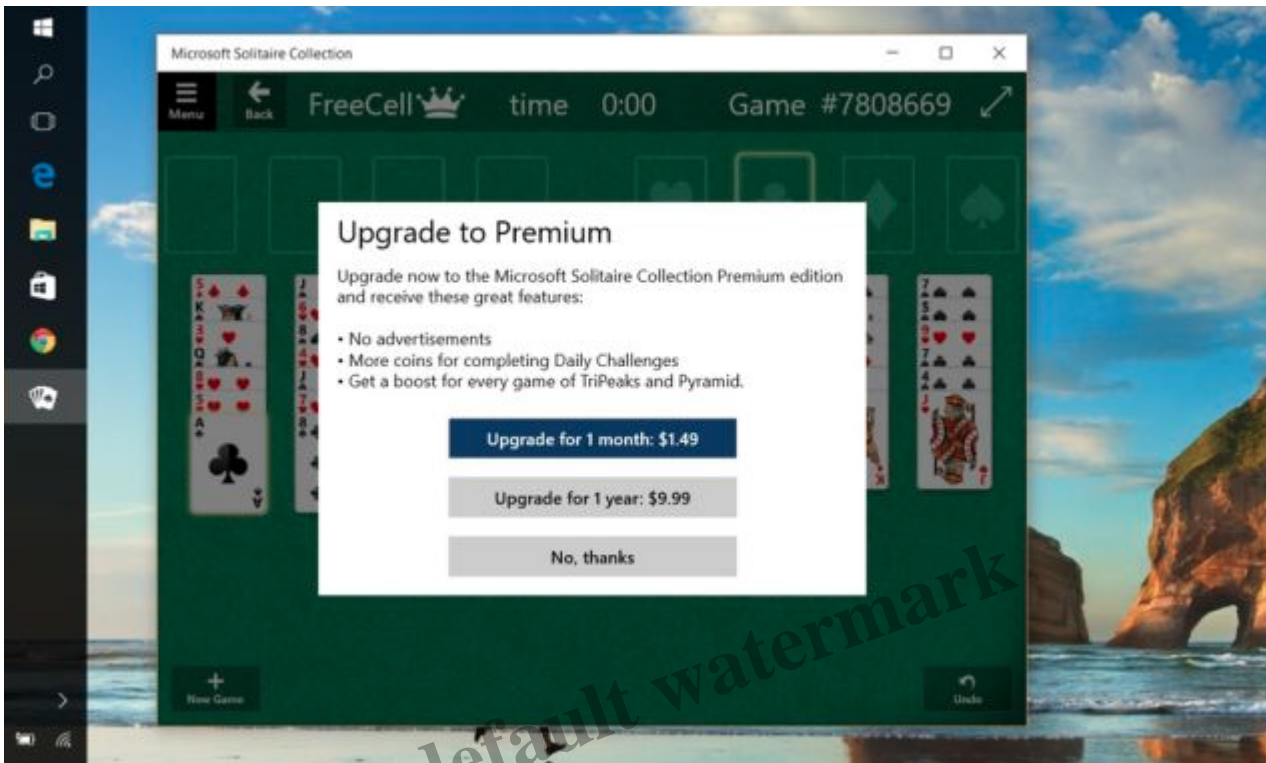 Microsoft Solitaire Collection
Menu
Back
FreeCell
time 0:00
Game #7808669
Upgrade to Premium
Upgrade now to the Microsoft Solitaire Collection Premium edition
and receive these great features:
• No advertisements
• More coins for completing Daily Challenges
• Get a boost for every game of TriPeaks and Pyramid.
Upgrade for 1 month: $1.49
Upgrade for 1 year: $9.99
No, thanks
New Game
Undo
default watermark